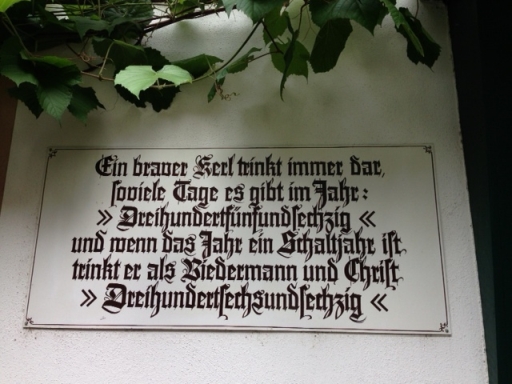 Ein braver Kerl trinkt immer dar,
soviele Tage es gibt im Jahr:
» Dreihundertfünfundsechzig «
und wenn das Jahr ein Schaltjahr ist
trinkt er als Biedermann und Christ
» Dreihundertsechsundsechzig «